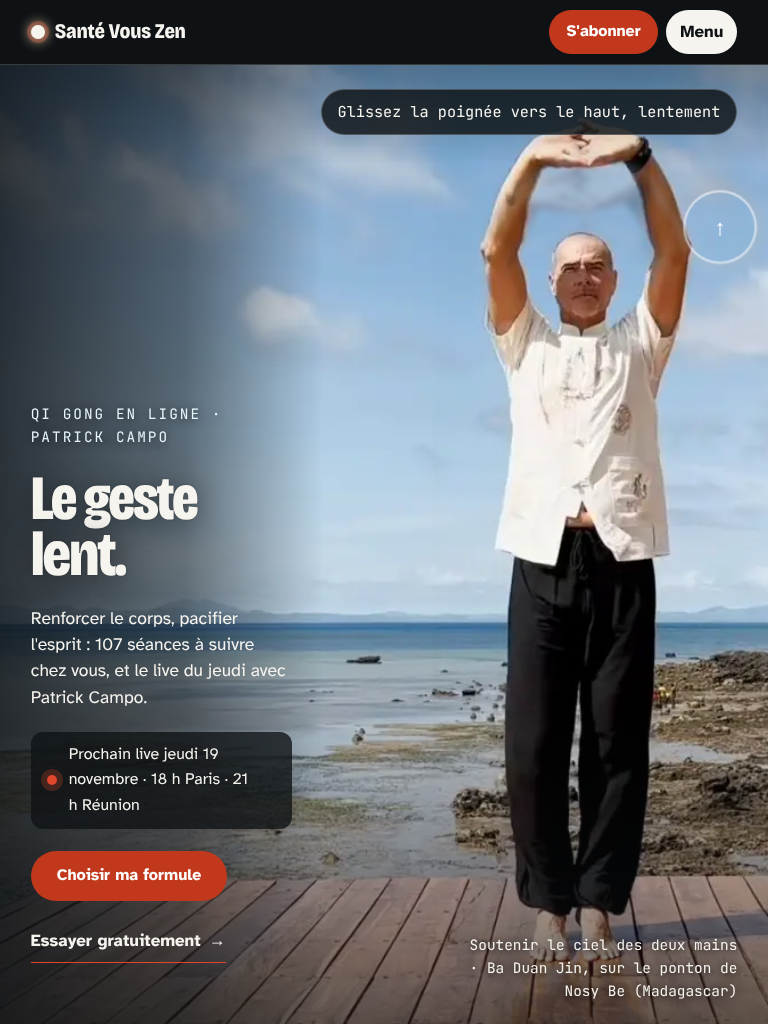 Santé Vous Zen
S'abonner
Menu
Glissez la poignée vers le haut, lentement
↑
QI GONG EN LIGNE ·
PATRICK CAMPO
Le geste
lent.
Renforcer le corps, pacifier
l'esprit : 107 séances à suivre
chez vous, et le live du jeudi avec
Patrick Campo.
Prochain live jeudi 19
novembre · 18 h Paris · 21
h Réunion
Choisir ma formule
Essayer gratuitement →
Soutenir le ciel des deux mains
· Ba Duan Jin, sur le ponton de
Nosy Be (Madagascar)